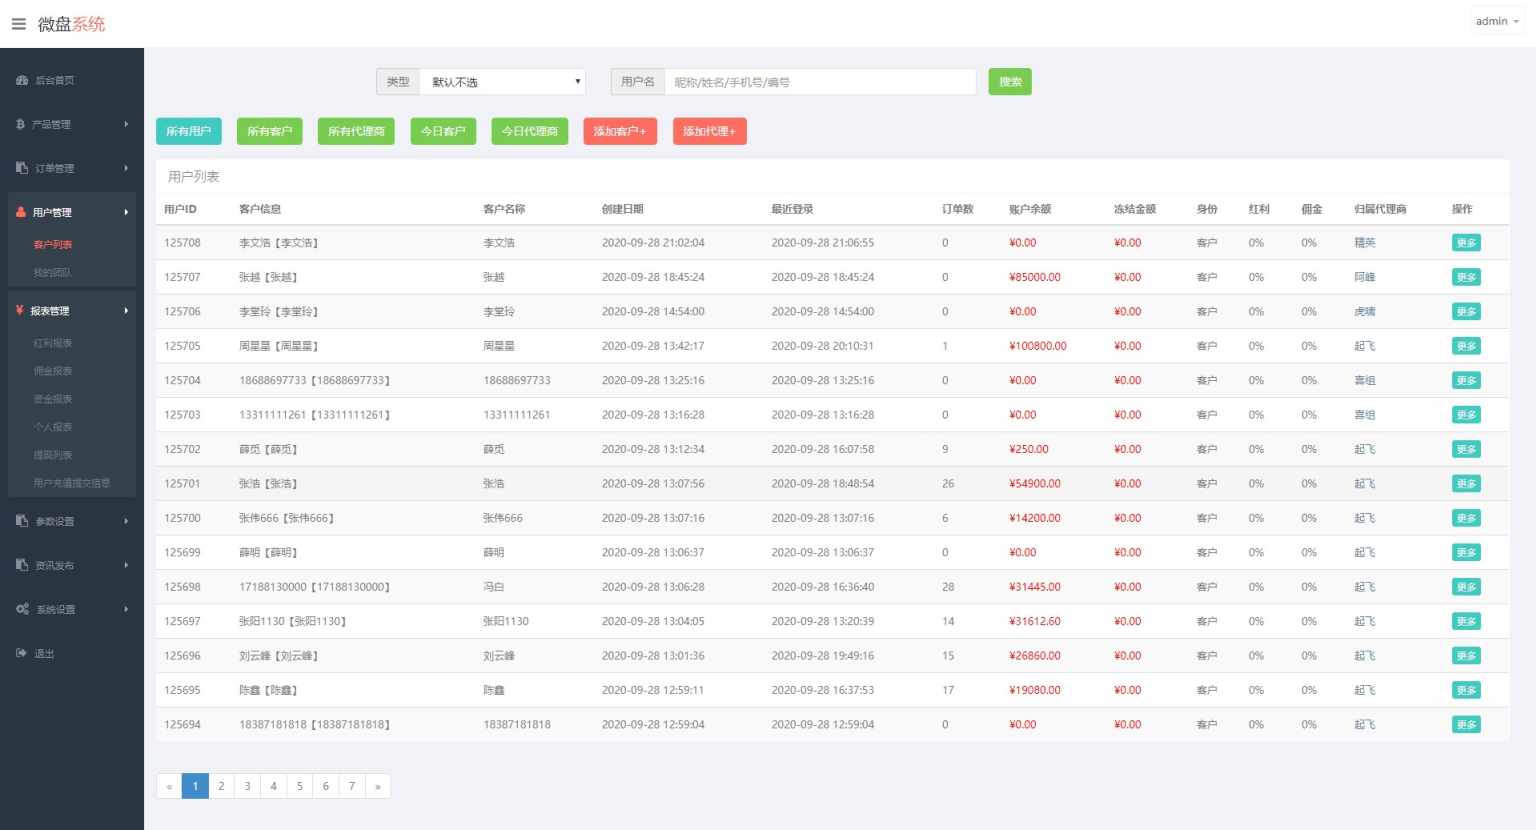 微盘系统
admin
后台首页
产品管理
订单管理
用户管理
客户列表
我的团队
报表管理
红利报表
佣金报表
资金报表
个人报表
提现列表
用户充值提交信息
参数设置
资讯发布
系统设置
退出
类型 默认不选 用户名 昵称/姓名/手机号/编号 搜索
所有用户 所有客户 所有代理商 今日客户 今日代理商 添加客户+ 添加代理+
用户列表
用户ID 客户信息 客户名称 创建日期 最近登录 订单数 账户余额 冻结金额 身份 红利 佣金 归属代理商 操作
125708 李文浩【李文浩】 李文浩 2020-09-28 21:02:04 2020-09-28 21:06:55 0 ¥0.00 ¥0.00 客户 0% 0% 精英 更多
125707 张越【张越】 张越 2020-09-28 18:45:24 2020-09-28 18:45:24 0 ¥85000.00 ¥0.00 客户 0% 0% 阿峰 更多
125706 李堂玲【李堂玲】 李堂玲 2020-09-28 14:54:00 2020-09-28 14:54:00 0 ¥0.00 ¥0.00 客户 0% 0% 虎啸 更多
125705 周星星【周星星】 周星星 2020-09-28 13:42:17 2020-09-28 20:10:31 1 ¥100800.00 ¥0.00 客户 0% 0% 起飞 更多
125704 18688697733【18688697733】 18688697733 2020-09-28 13:25:16 2020-09-28 13:25:16 0 ¥0.00 ¥0.00 客户 0% 0% 喜组 更多
125703 13311111261【13311111261】 13311111261 2020-09-28 13:16:28 2020-09-28 13:16:28 0 ¥0.00 ¥0.00 客户 0% 0% 喜组 更多
125702 薛觅【薛觅】 薛觅 2020-09-28 13:12:34 2020-09-28 16:07:58 9 ¥250.00 ¥0.00 客户 0% 0% 起飞 更多
125701 张浩【张浩】 张浩 2020-09-28 13:07:56 2020-09-28 18:48:54 26 ¥54900.00 ¥0.00 客户 0% 0% 起飞 更多
125700 张伟666【张伟666】 张伟666 2020-09-28 13:07:16 2020-09-28 13:07:16 6 ¥14200.00 ¥0.00 客户 0% 0% 起飞 更多
125699 薛明【薛明】 薛明 2020-09-28 13:06:37 2020-09-28 13:06:37 0 ¥0.00 ¥0.00 客户 0% 0% 起飞 更多
125698 17188130000【17188130000】 冯白 2020-09-28 13:06:28 2020-09-28 16:36:40 28 ¥31445.00 ¥0.00 客户 0% 0% 起飞 更多
125697 张阳1130【张阳1130】 张阳1130 2020-09-28 13:04:05 2020-09-28 13:20:39 14 ¥31612.60 ¥0.00 客户 0% 0% 起飞 更多
125696 刘云峰【刘云峰】 刘云峰 2020-09-28 13:01:36 2020-09-28 19:49:16 15 ¥26860.00 ¥0.00 客户 0% 0% 起飞 更多
125695 陈鑫【陈鑫】 陈鑫 2020-09-28 12:59:11 2020-09-28 16:37:53 17 ¥19080.00 ¥0.00 客户 0% 0% 起飞 更多
125694 18387181818【18387181818】 18387181818 2020-09-28 12:59:04 2020-09-28 12:59:04 0 ¥0.00 ¥0.00 客户 0% 0% 起飞 更多
« 1 2 3 4 5 6 7 »